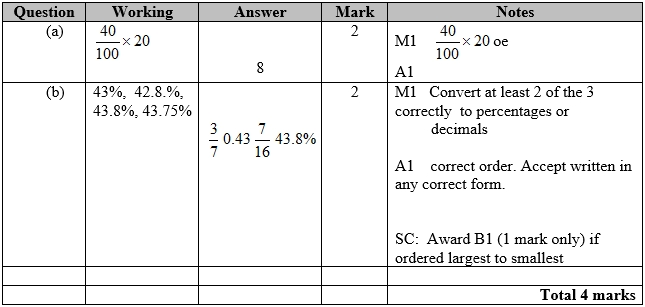 Question Working Answer Mark Notes
(a) 40/100 × 20 8 2 M1 40/100 × 20 oe
A1
(b) 43%, 42.8.%, 2 M1 Convert at least 2 of the 3
43.8%, 43.75% correctly to percentages or
decimals
3/7 0.43 7/16 43.8%
A1 correct order. Accept written in
any correct form.
SC: Award B1 (1 mark only) if
ordered largest to smallest
Total 4 marks